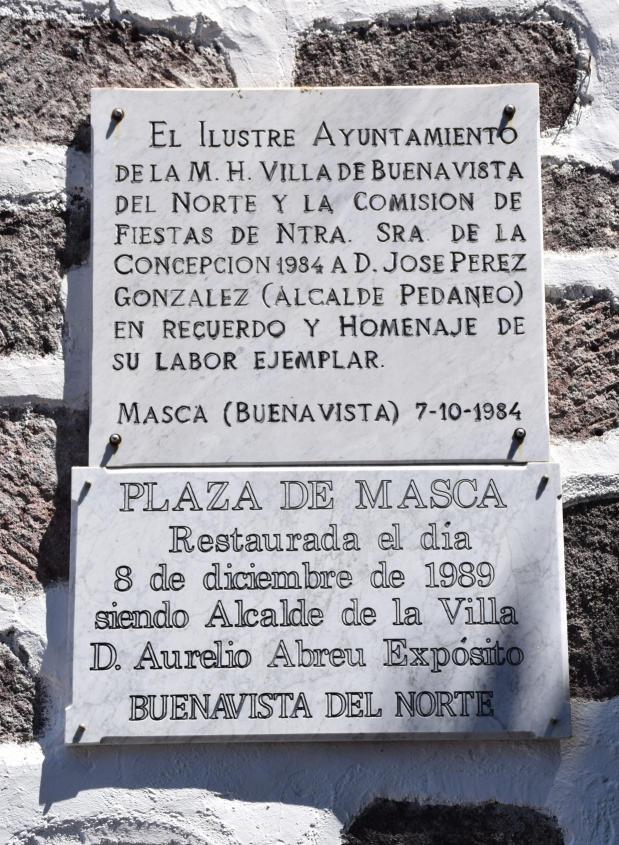 EL ILUSTRE AYUNTAMIENTO
DE LA M. H. VILLA DE BUENAVISTA
DEL NORTE Y LA COMISION DE
FIESTAS DE NTRA. SRA. DE LA
CONCEPCION 1984 A D. JOSE PEREZ
GONZALEZ (ALCALDE PEDANEO)
EN RECUERDO Y HOMENAJE DE
SU LABOR EJEMPLAR.
MASCA (BUENAVISTA) 7-10-1984
PLAZA DE MASCA
Restaurada el día
8 de diciembre de 1989
siendo Alcalde de la Villa
D. Aurelio Abreu Expósito
BUENAVISTA DEL NORTE